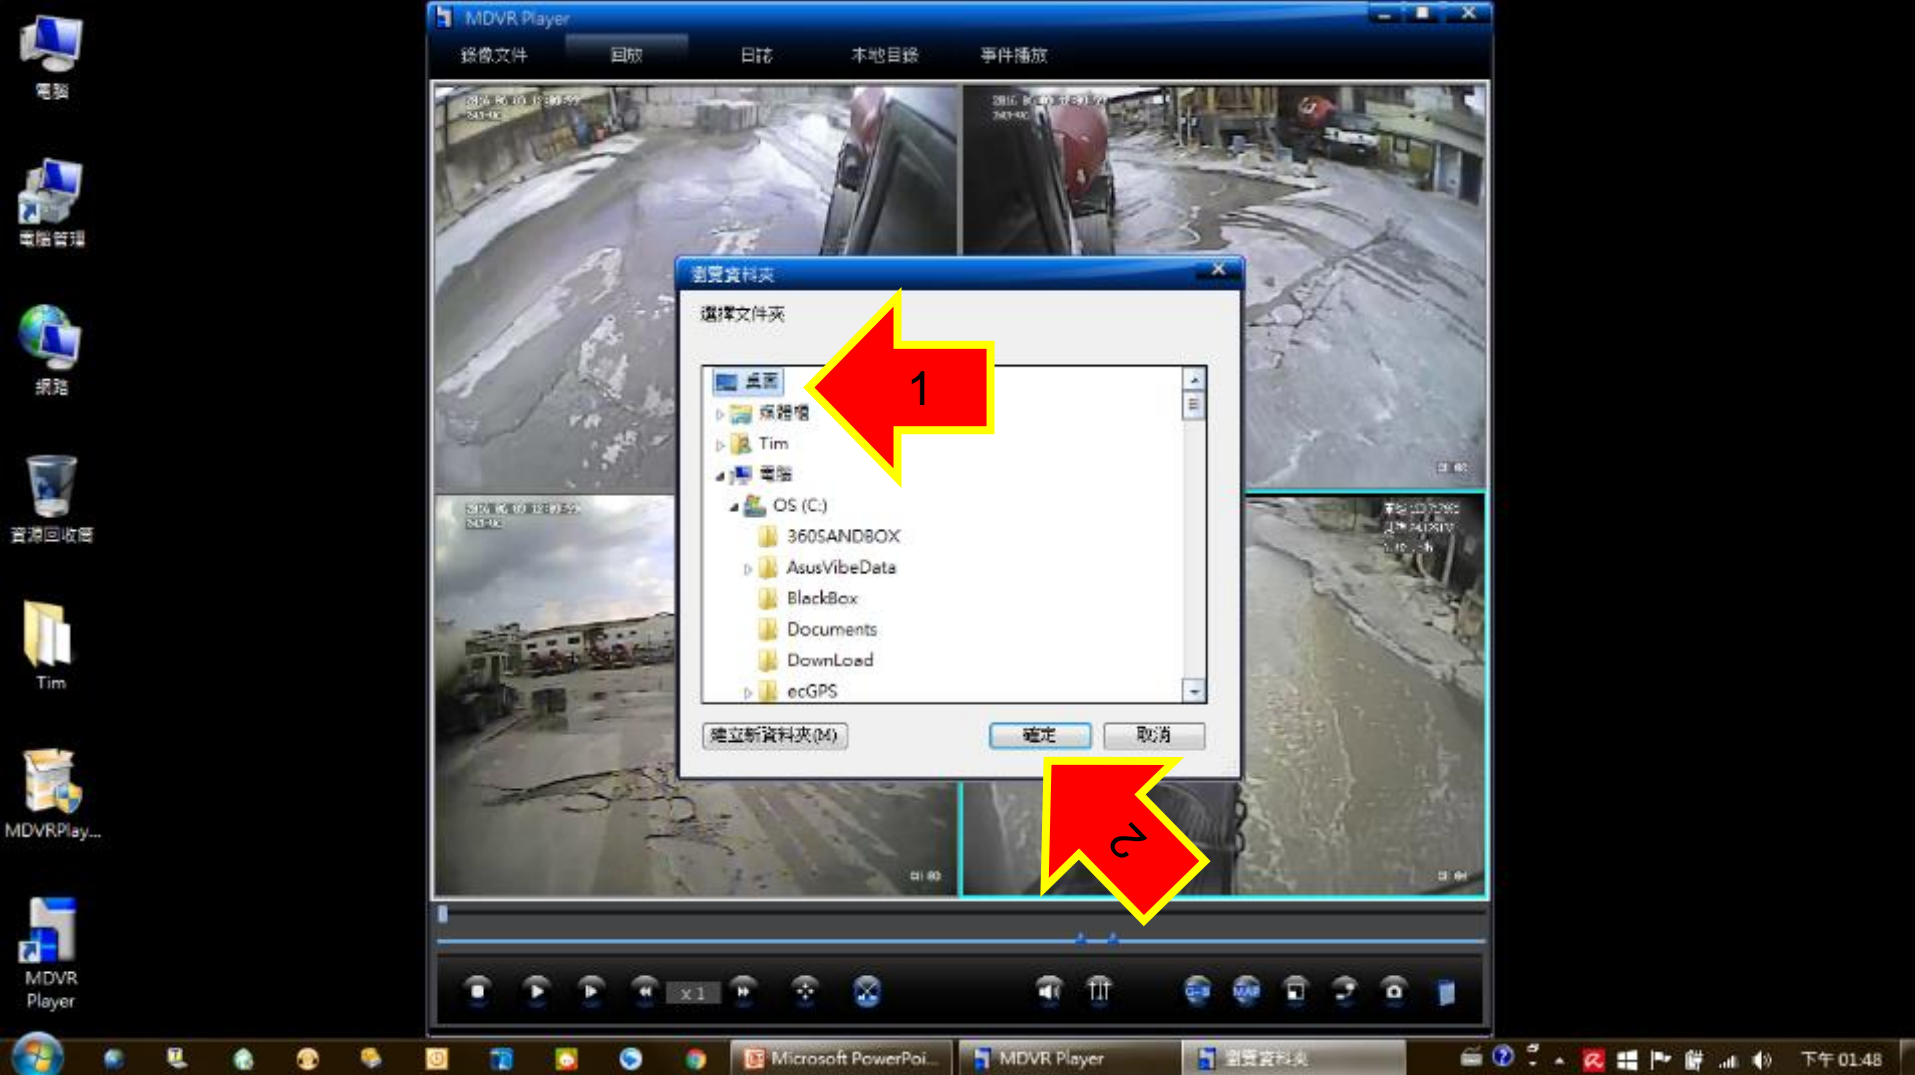 MDVR Player
錄像文件
回放
日誌
本地目錄
事件播放
電腦
電腦管理
網路
資源回收筒
Tim
MDVRPlay...
MDVR
Player
瀏覽資料夾
選擇文件夾
桌面
媒體櫃
Tim
電腦
OS (C:)
360SANDBOX
AsusVibeData
BlackBox
Documents
DownLoad
ecGPS
建立新資料夾(M)
確定
取消
1
2
x1
MAP
Microsoft PowerPoi...
MDVR Player
瀏覽資料夾
下午 01:48